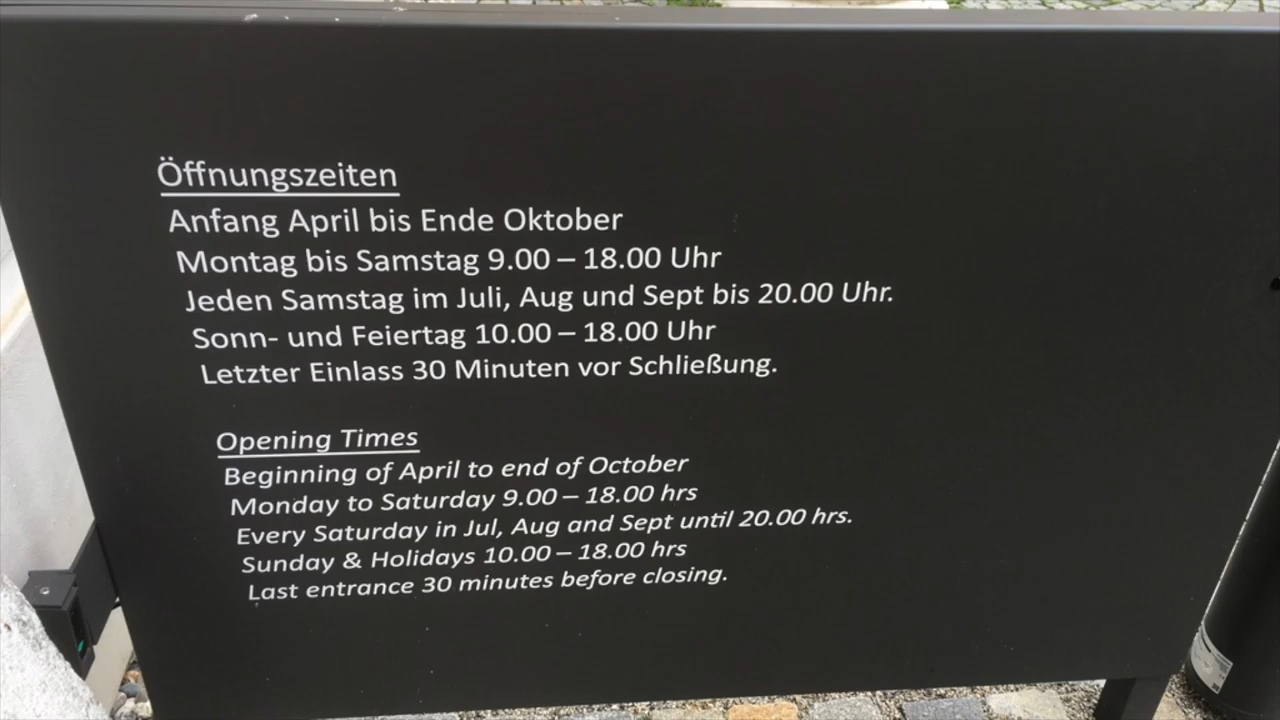 Öffnungszeiten
Anfang April bis Ende Oktober
Montag bis Samstag 9.00 – 18.00 Uhr
Jeden Samstag im Juli, Aug und Sept bis 20.00 Uhr.
Sonn- und Feiertag 10.00 – 18.00 Uhr
Letzter Einlass 30 Minuten vor Schließung.
Opening Times
Beginning of April to end of October
Monday to Saturday 9.00 – 18.00 hrs
Every Saturday in Jul, Aug and Sept until 20.00 hrs.
Sunday & Holidays 10.00 – 18.00 hrs
Last entrance 30 minutes before closing.